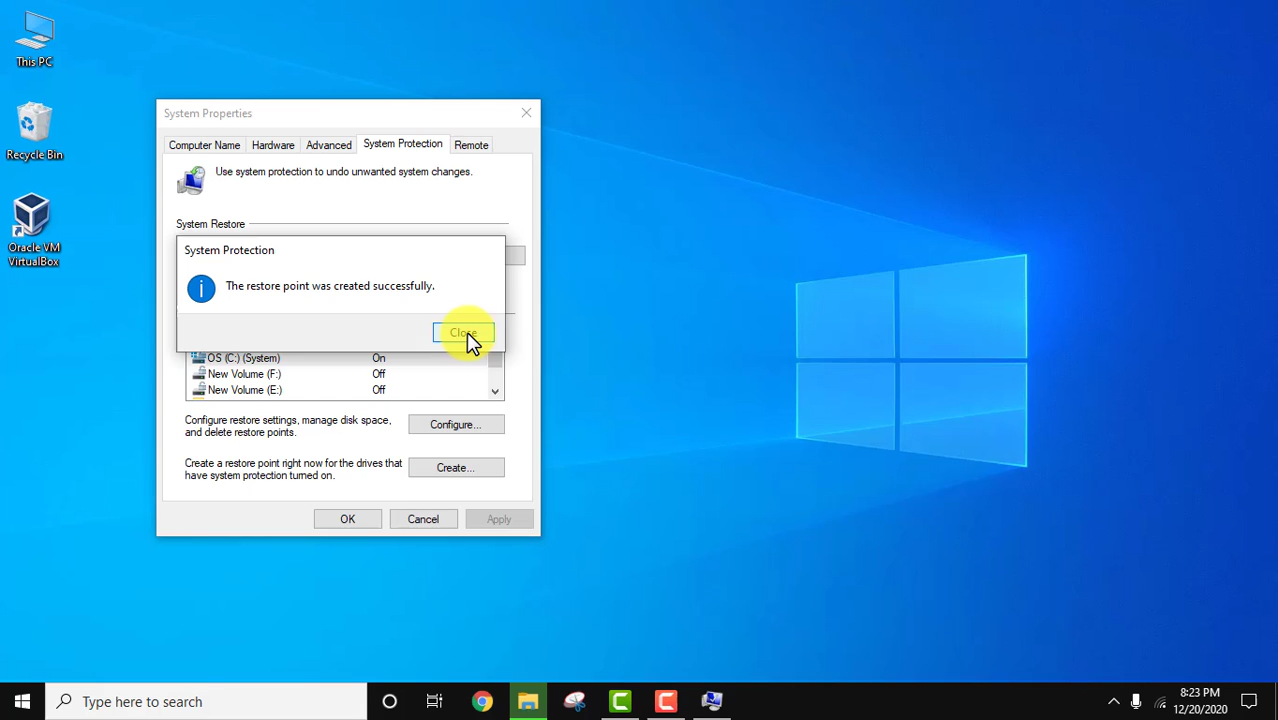 This PC
Recycle Bin
Oracle VM
VirtualBox
System Properties
Computer Name Hardware Advanced System Protection Remote
Use system protection to undo unwanted system changes.
System Restore
System Protection
The restore point was created successfully.
Close
OS (C:) (System) On
New Volume (F:) Off
New Volume (E:) Off
Configure restore settings, manage disk space,
and delete restore points.
Configure...
Create a restore point right now for the drives that
have system protection turned on.
Create...
OK Cancel Apply
Type here to search
8:23 PM
12/20/2020